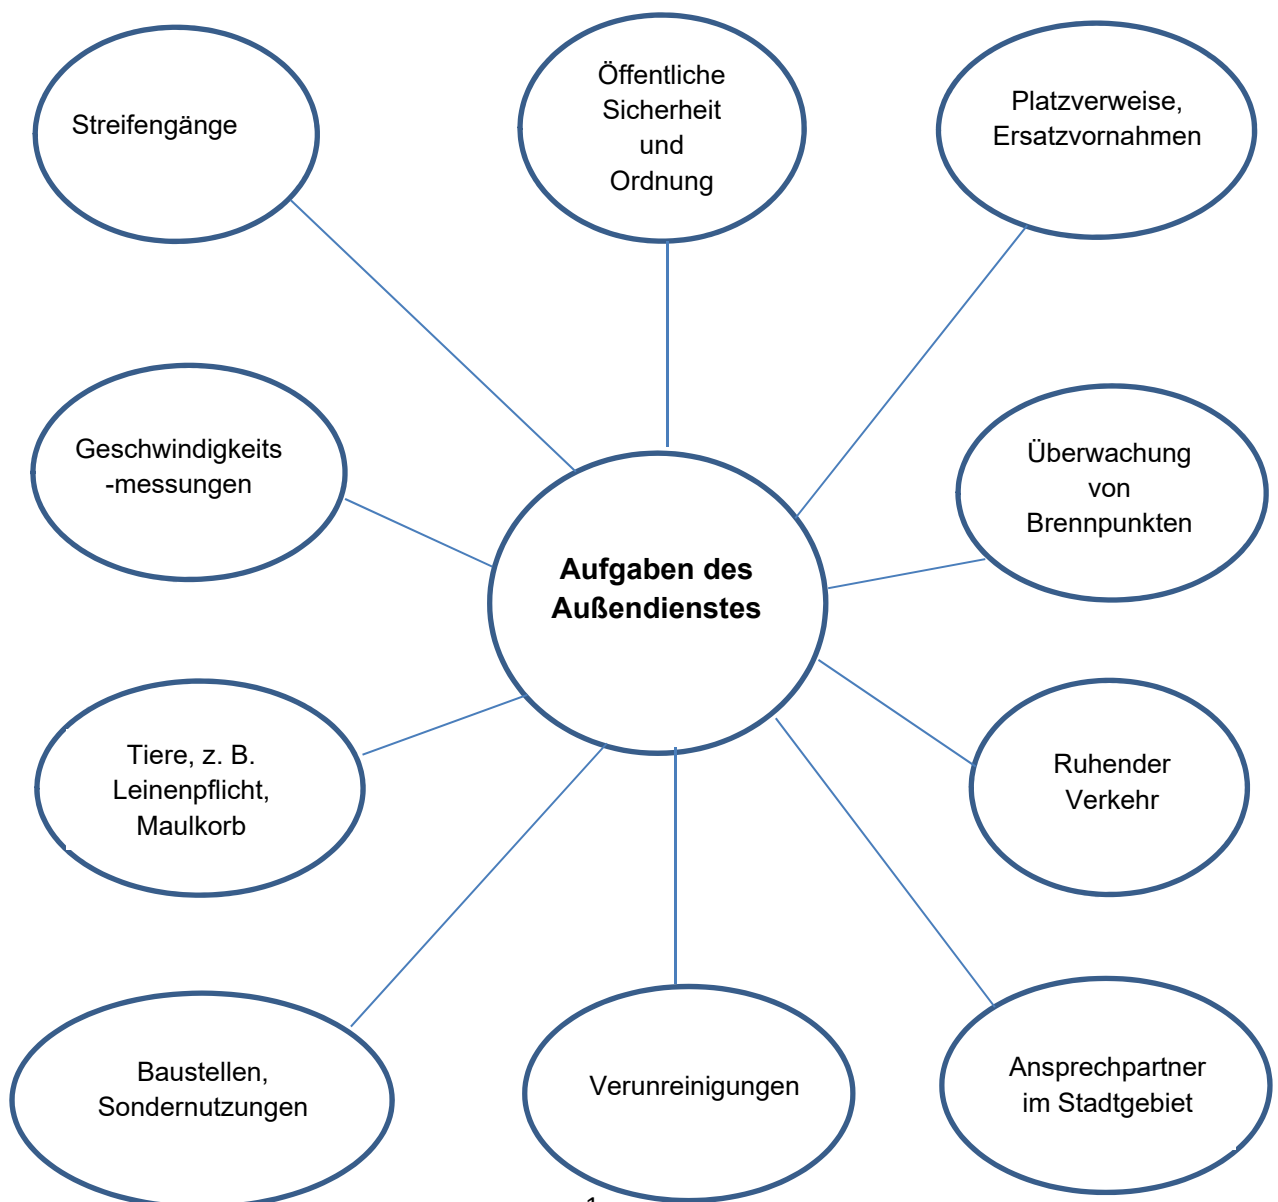 Streifengänge
Öffentliche
Sicherheit
und
Ordnung
Platzverweise,
Ersatzvornahmen
Geschwindigkeits
-messungen
Überwachung
von
Brennpunkten
Aufgaben des
Außendienstes
Tiere, z. B.
Leinenpflicht,
Maulkorb
Ruhender
Verkehr
Baustellen,
Sondernutzungen
Verunreinigungen
Ansprechpartner
im Stadtgebiet
1